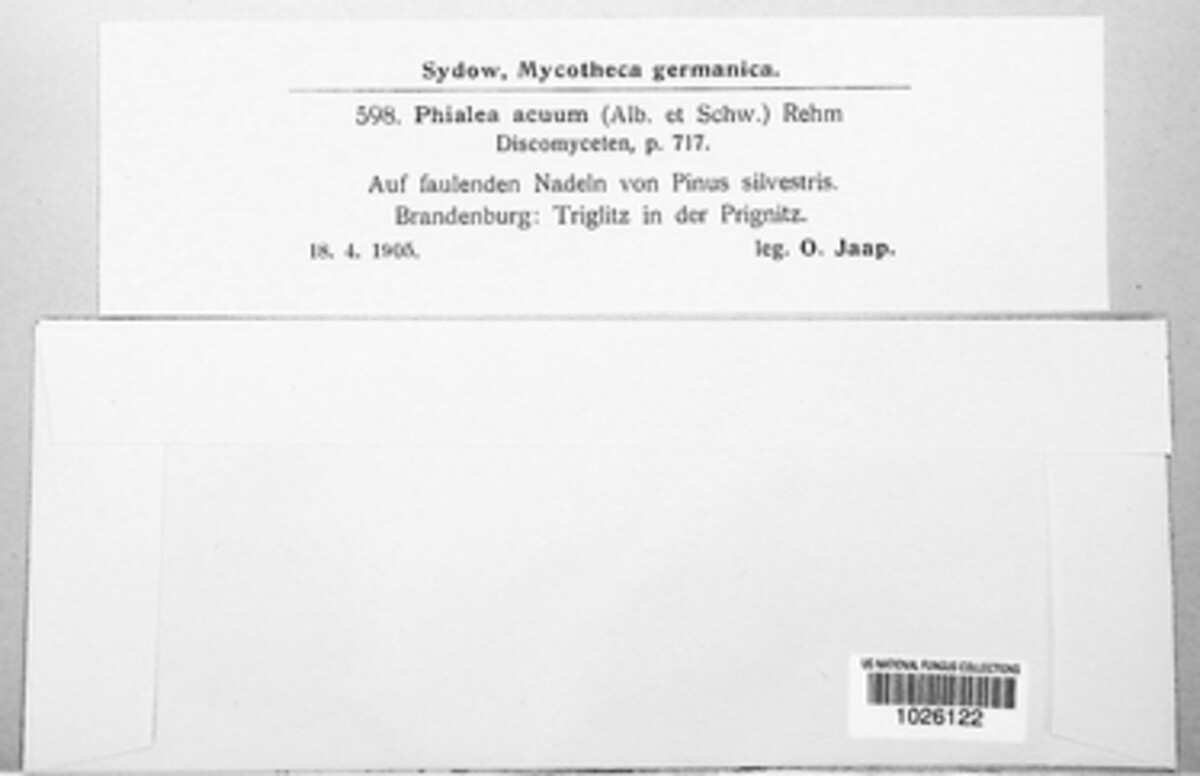 Sydow, Mycotheca germanica.
598. Phialea acuum (Alb. et Schw.) Rehm
Discomyceten, p. 717.
Auf faulenden Nadeln von Pinus silvestris.
Brandenburg: Triglitz in der Prignitz.
18. 4. 1905. leg. O. Jaap.
US NATIONAL FUNGUS COLLECTIONS
1026122